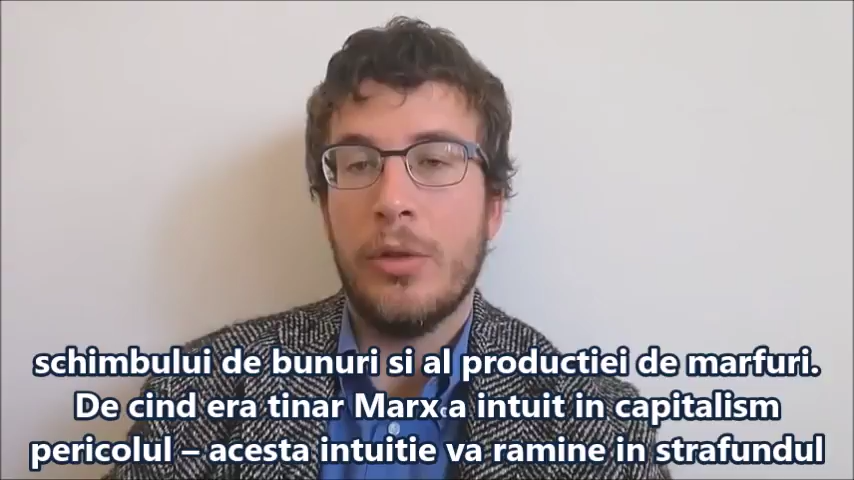 schimbului de bunuri si al productiei de marfuri.
De cind era tinar Marx a intuit in capitalism
pericolul – acesta intuitie va ramine in strafundul